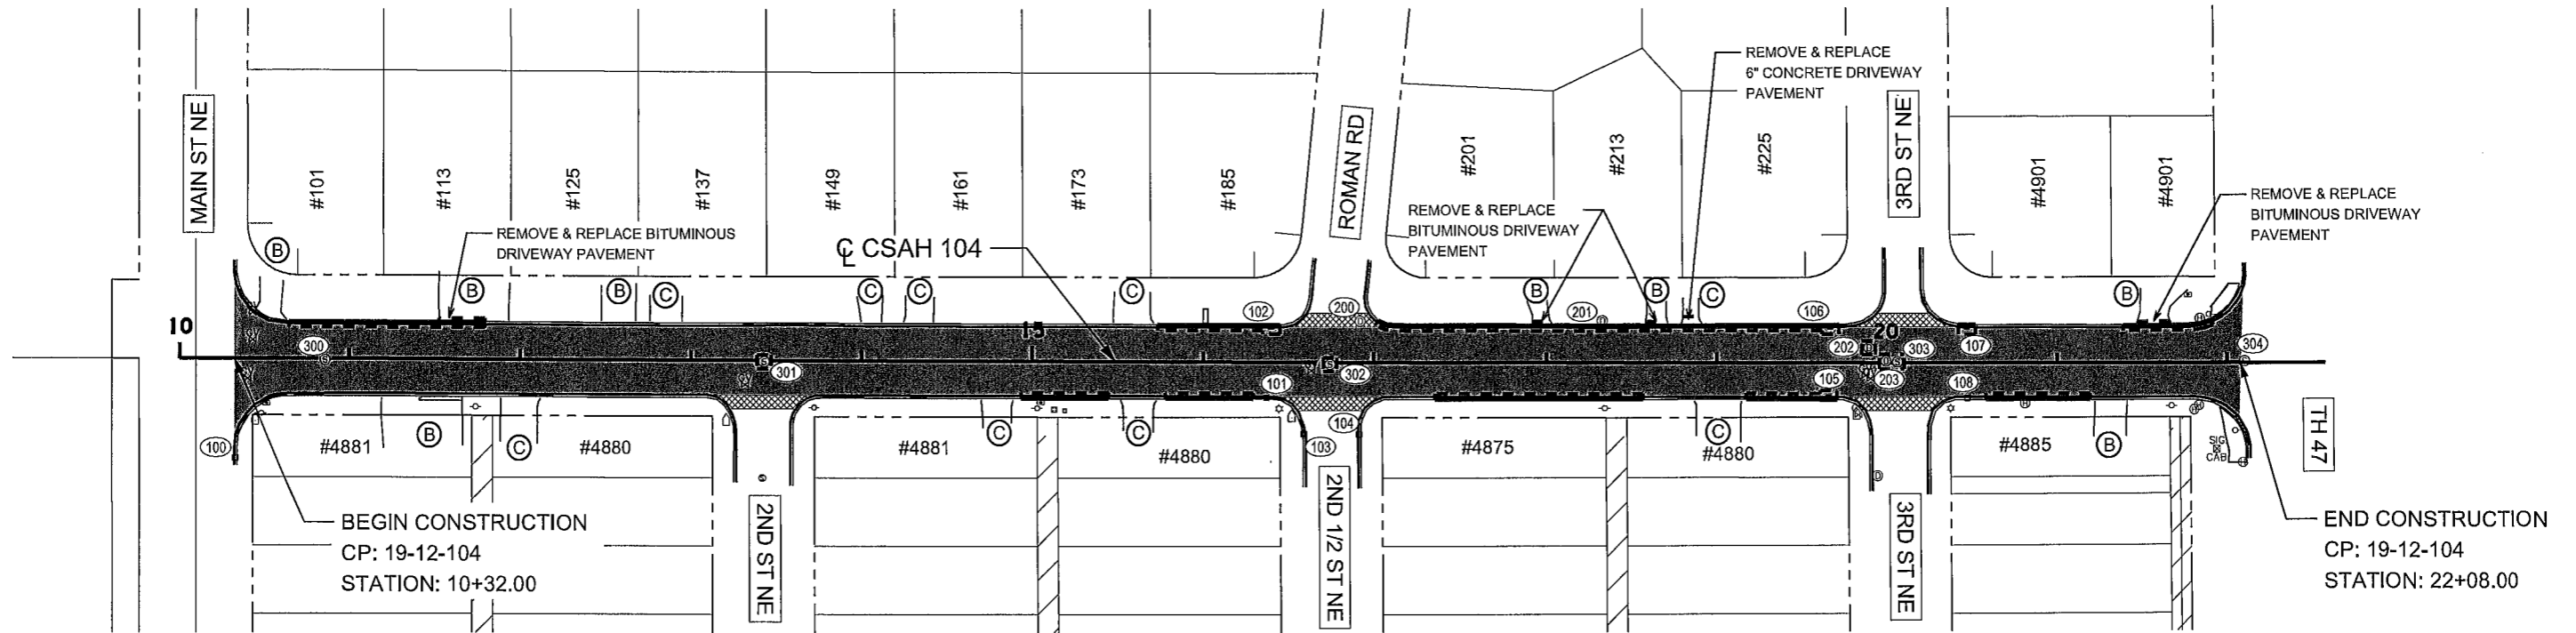 MAIN ST NE
#101
#113
#125
#137
#149
#161
#173
#185
ROMAN RD
#201
#213
#225
3RD ST NE
#4901
#4901
REMOVE & REPLACE
6" CONCRETE DRIVEWAY
PAVEMENT
REMOVE & REPLACE BITUMINOUS
DRIVEWAY PAVEMENT
℄ CSAH 104
REMOVE & REPLACE
BITUMINOUS DRIVEWAY
PAVEMENT
REMOVE & REPLACE
BITUMINOUS DRIVEWAY
PAVEMENT
B
B
B
C
C
C
C
B
B
C
B
102
200
201
106
10
15
20
300
301
302
202
303
203
107
304
101
105
108
100
104
103
#4881
B
C
#4880
#4881
C
C
#4880
#4875
C
#4880
#4885
B
SIG
CAB
TH 47
2ND ST NE
2ND 1/2 ST NE
3RD ST NE
BEGIN CONSTRUCTION
CP: 19-12-104
STATION: 10+32.00
END CONSTRUCTION
CP: 19-12-104
STATION: 22+08.00